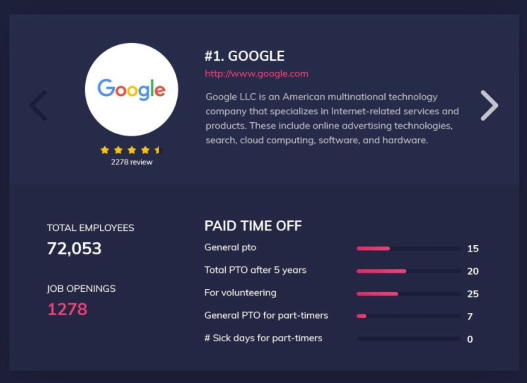 #1. GOOGLE
http://www.google.com
Google
Google LLC is an American multinational technology
company that specializes in Internet-related services and
products. These include online advertising technologies,
search, cloud computing, software, and hardware.
2278 review
TOTAL EMPLOYEES
72,053
JOB OPENINGS
1278
PAID TIME OFF
General pto 15
Total PTO after 5 years 20
For volunteering 25
General PTO for part-timers 7
# Sick days for part-timers 0